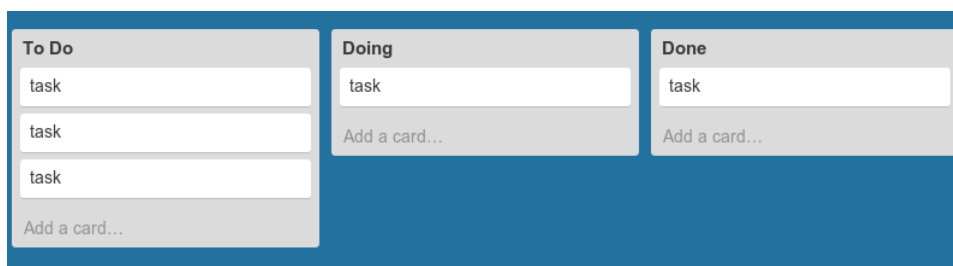 To Do
task
task
task
Add a card…
Doing
task
Add a card…
Done
task
Add a card…